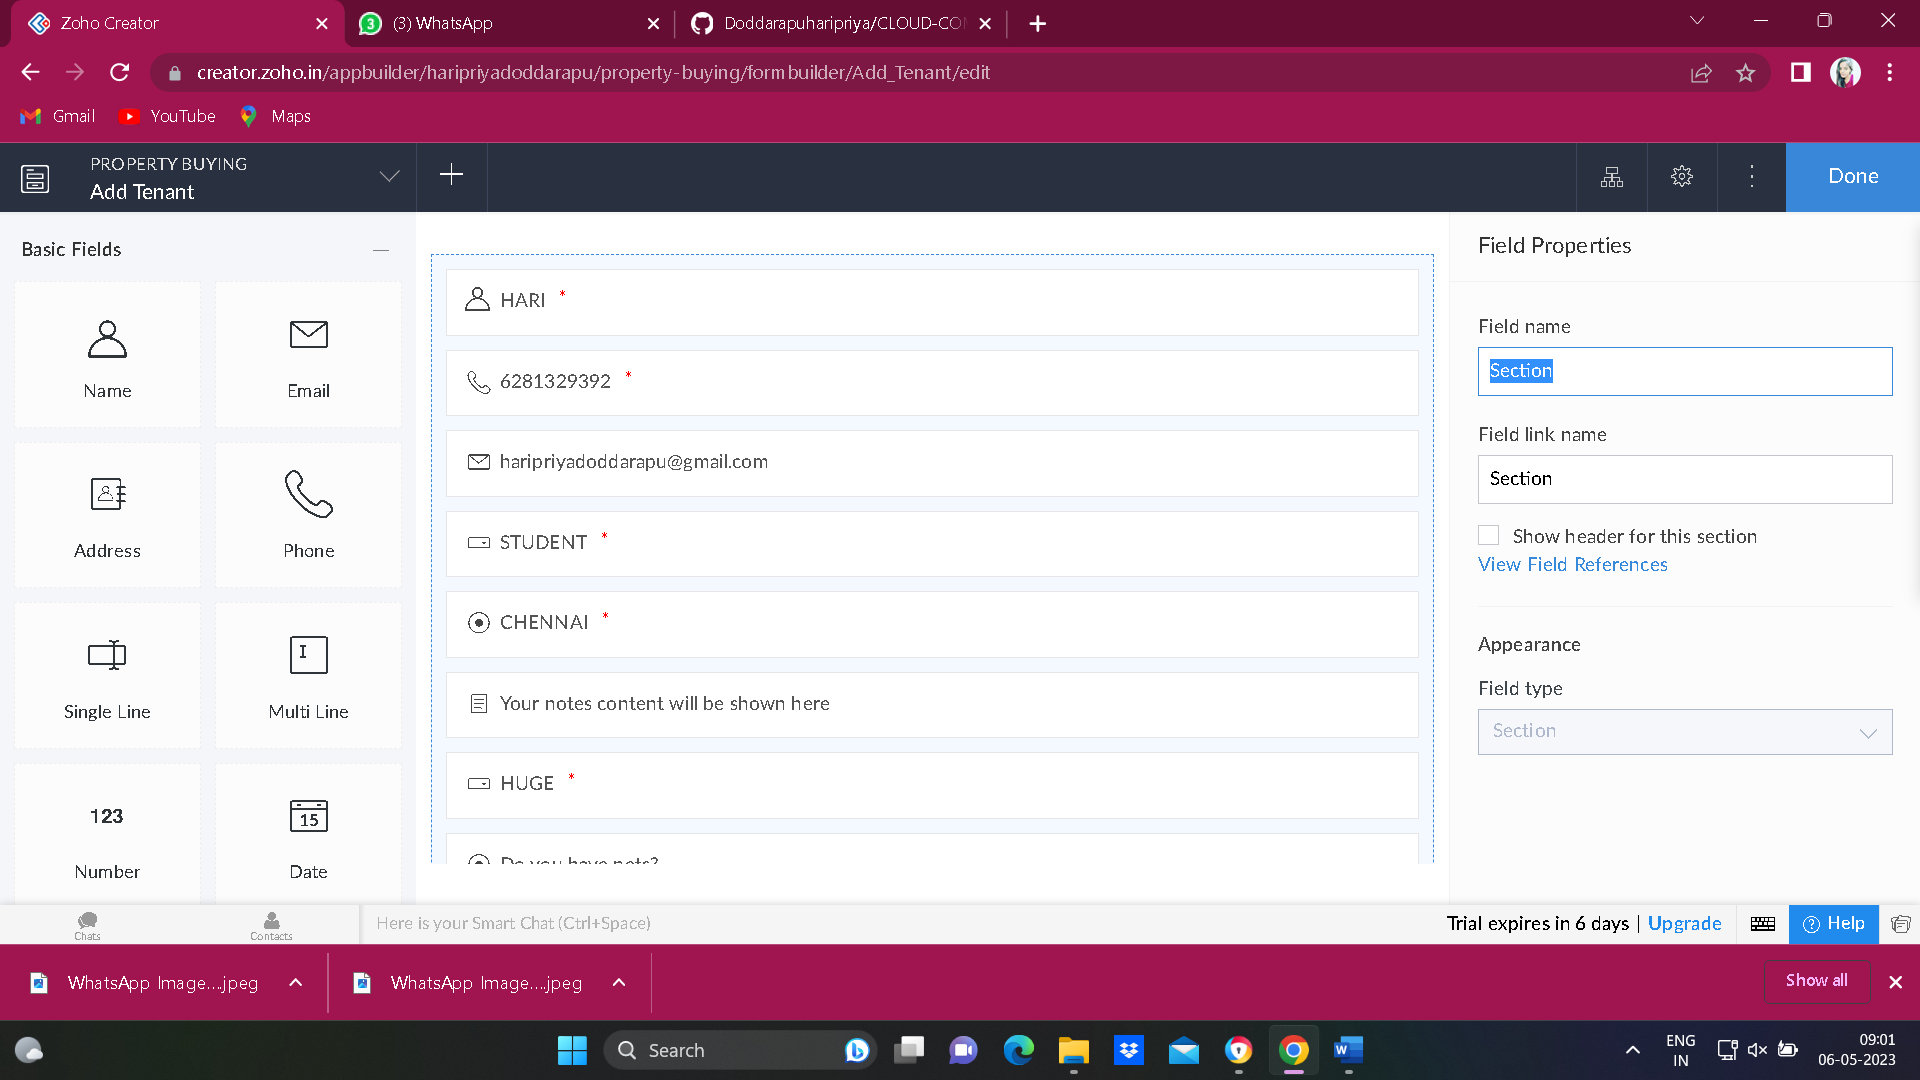 Zoho Creator
(3) WhatsApp
Doddarapuharipriya/CLOUD-CO
creator.zoho.in/appbuilder/haripriyadoddarapu/property-buying/formbuilder/Add_Tenant/edit
Gmail
YouTube
Maps
PROPERTY BUYING
Add Tenant
Done
Basic Fields
Name
Email
Address
Phone
Single Line
Multi Line
123
Number
15
Date
HARI *
6281329392 *
haripriyadoddarapu@gmail.com
STUDENT *
CHENNAI *
Your notes content will be shown here
HUGE *
Do you have pets?
Field Properties
Field name
Section
Field link name
Section
Show header for this section
View Field References
Appearance
Field type
Section
Chats
Contacts
Here is your Smart Chat (Ctrl+Space)
Trial expires in 6 days | Upgrade
Help
WhatsApp Image....jpeg
WhatsApp Image....jpeg
Show all
Search
ENG
IN
09:01
06-05-2023